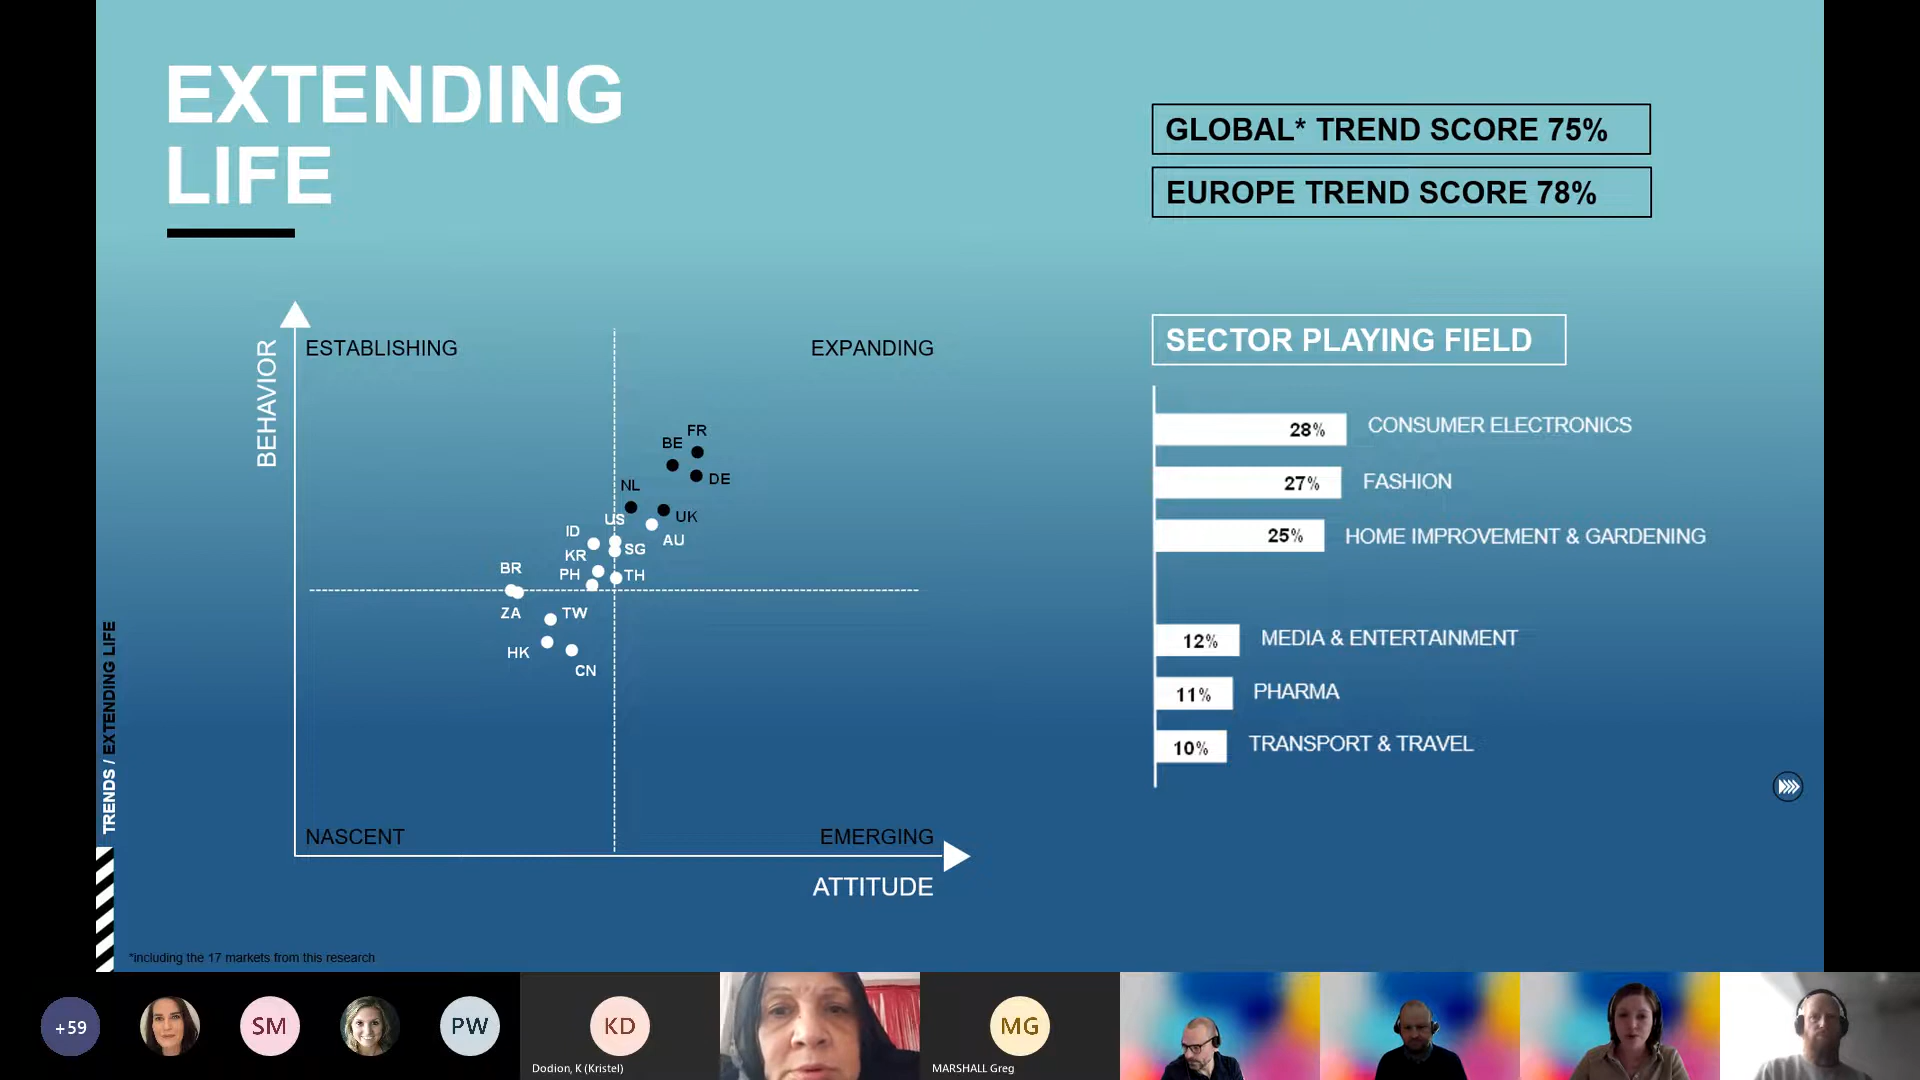 EXTENDING
LIFE
GLOBAL* TREND SCORE 75%
EUROPE TREND SCORE 78%
BEHAVIOR
ESTABLISHING
EXPANDING
FR
BE
DE
NL
UK
US
AU
ID
SG
KR
PH
TH
BR
ZA
TW
HK
CN
NASCENT
EMERGING
ATTITUDE
SECTOR PLAYING FIELD
28% CONSUMER ELECTRONICS
27% FASHION
25% HOME IMPROVEMENT & GARDENING
12% MEDIA & ENTERTAINMENT
11% PHARMA
10% TRANSPORT & TRAVEL
TRENDS / EXTENDING LIFE
*including the 17 markets from this research
+59
SM
PW
KD
Dodion, K (Kristel)
MG
MARSHALL Greg